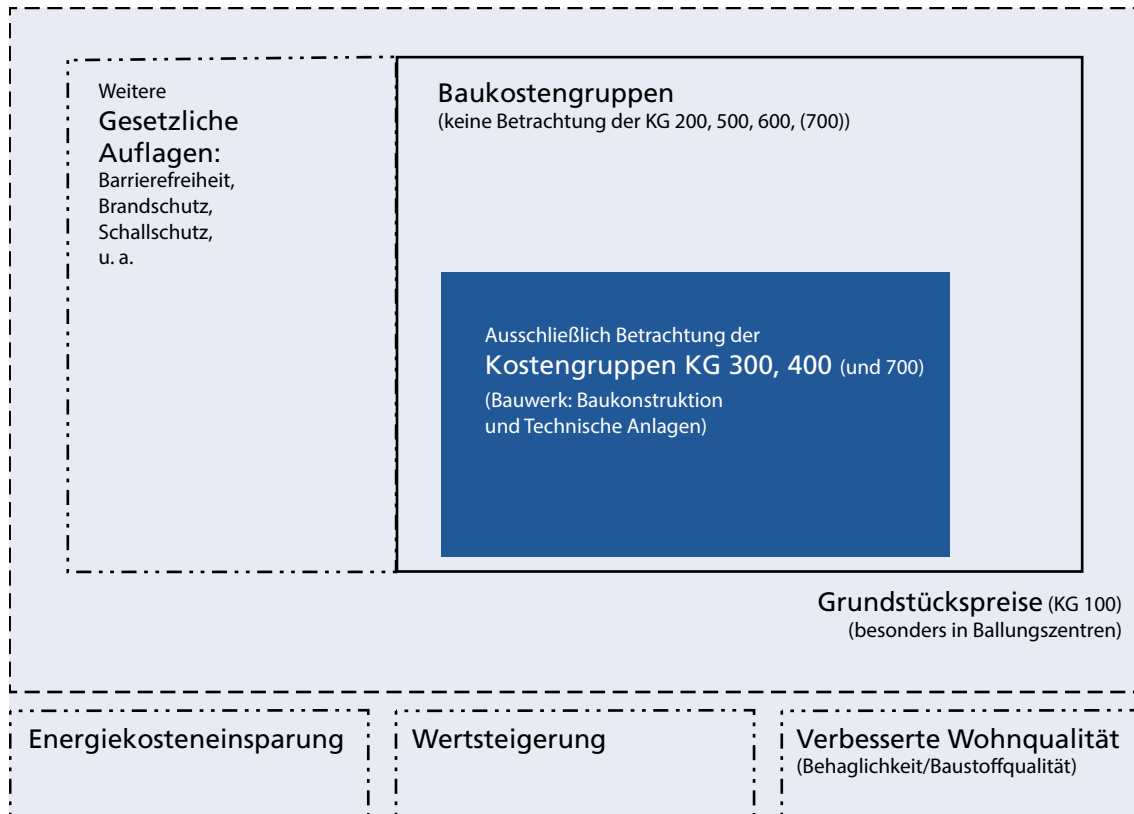 Weitere
Gesetzliche
Auflagen:
Barrierefreiheit,
Brandschutz,
Schallschutz,
u. a.
Baukostengruppen
(keine Betrachtung der KG 200, 500, 600, (700))
Ausschließlich Betrachtung der
Kostengruppen KG 300, 400 (und 700)
(Bauwerk: Baukonstruktion
und Technische Anlagen)
Grundstückspreise (KG 100)
(besonders in Ballungszentren)
Energiekosteneinsparung
Wertsteigerung
Verbesserte Wohnqualität
(Behaglichkeit/Baustoffqualität)